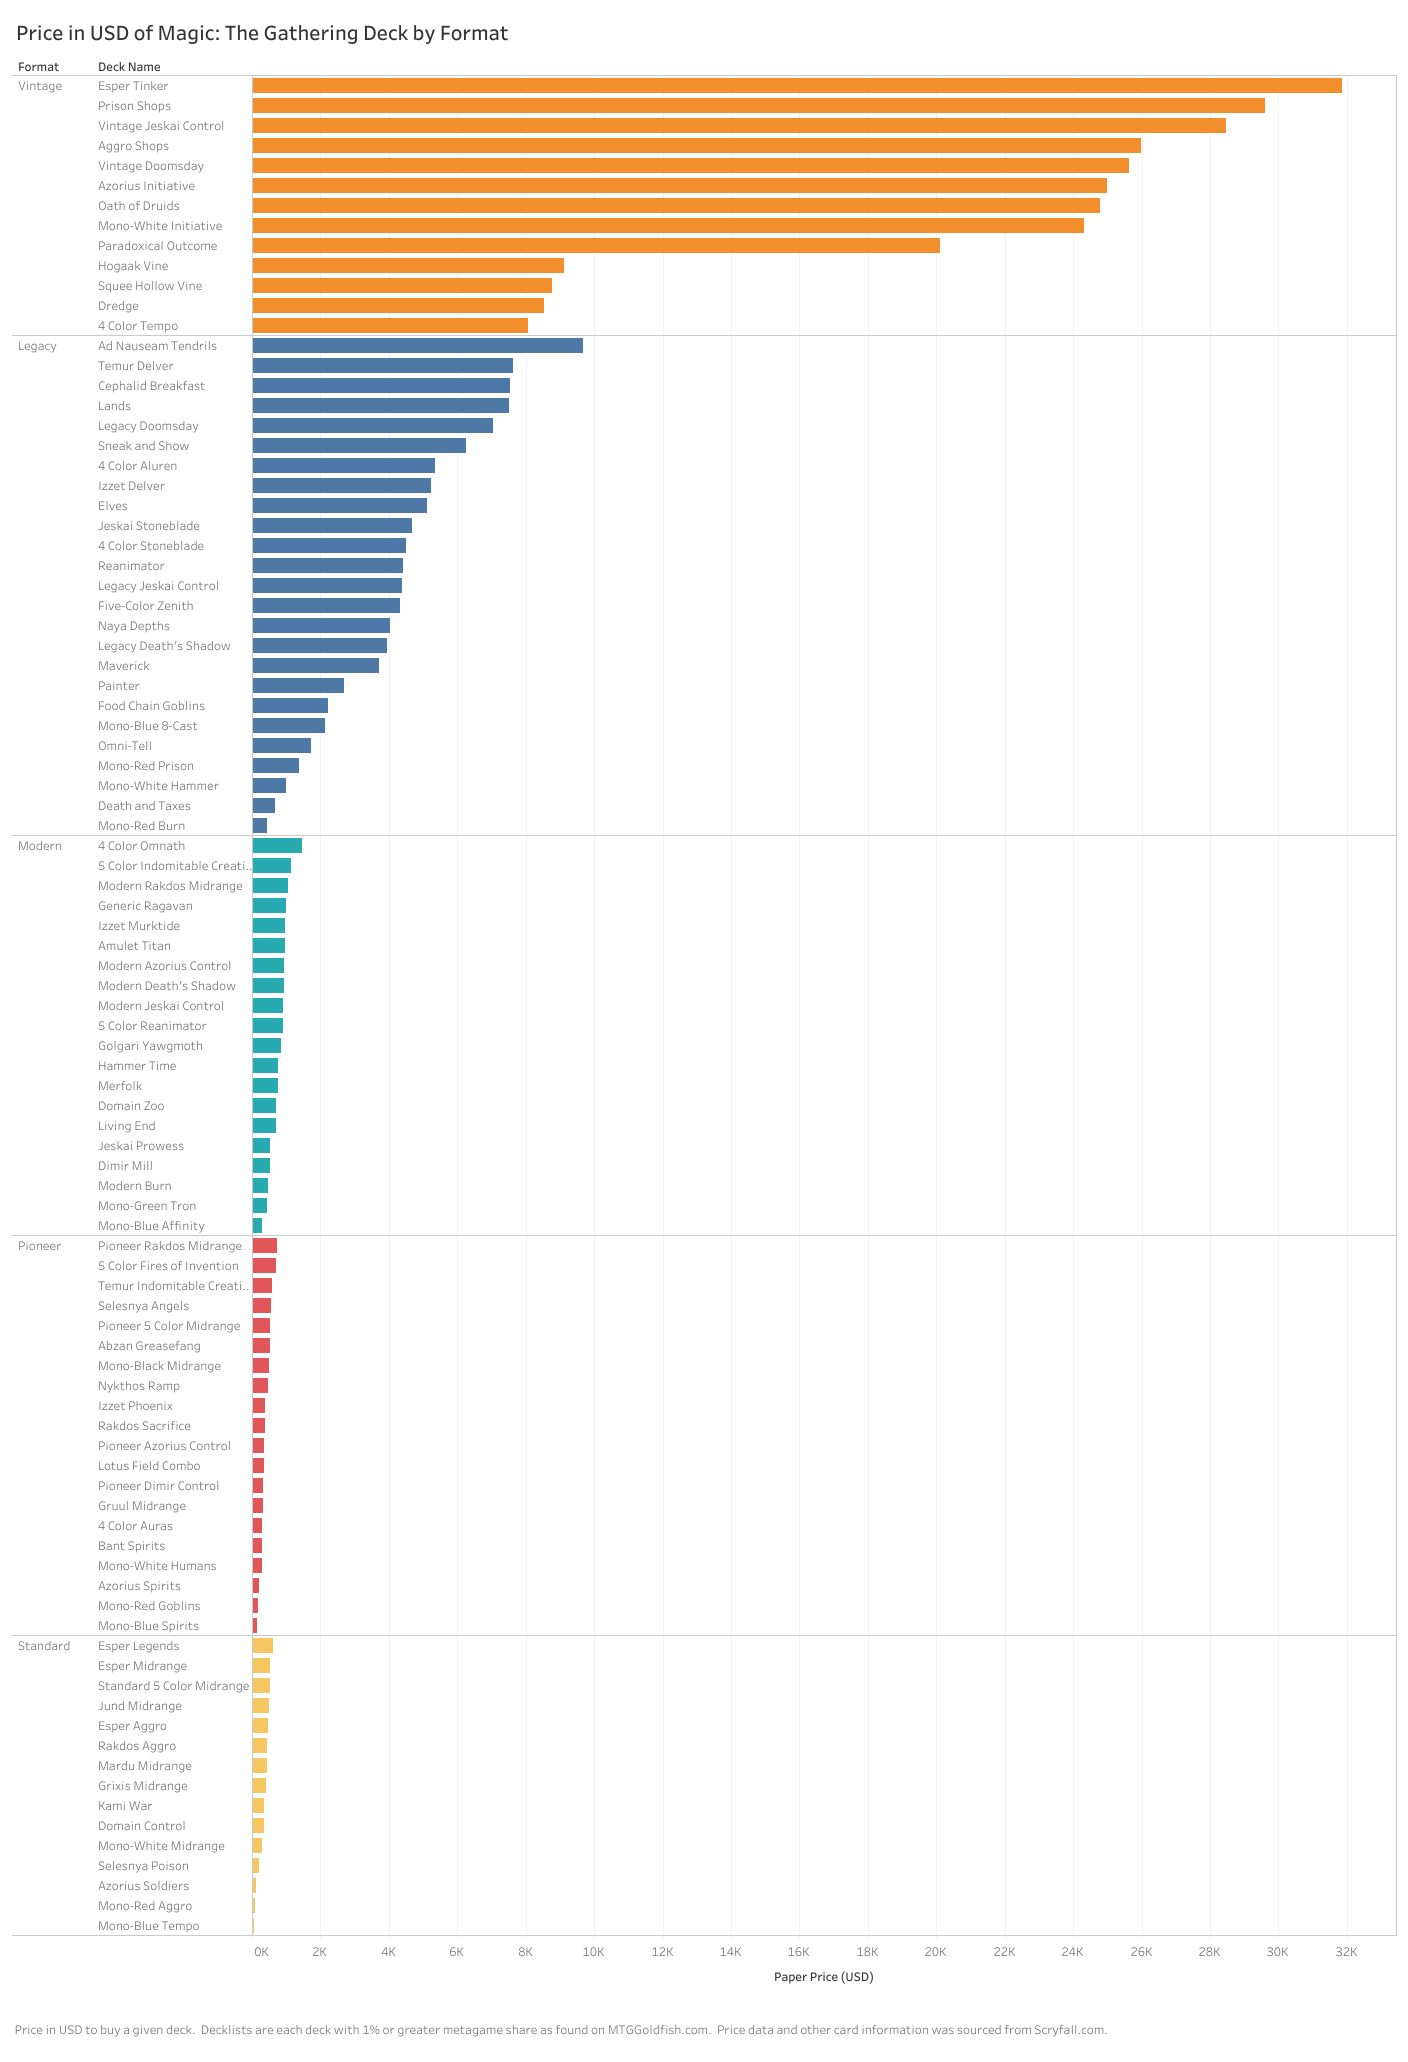 Price in USD of Magic: The Gathering Deck by Format
Format Deck Name
Vintage Esper Tinker
Prison Shops
Vintage Jeskai Control
Aggro Shops
Vintage Doomsday
Azorius Initiative
Oath of Druids
Mono-White Initiative
Paradoxical Outcome
Hogaak Vine
Squee Hollow Vine
Dredge
4 Color Tempo
Legacy Ad Nauseam Tendrils
Temur Delver
Cephalid Breakfast
Lands
Legacy Doomsday
Sneak and Show
4 Color Aluren
Izzet Delver
Elves
Jeskai Stoneblade
4 Color Stoneblade
Reanimator
Legacy Jeskai Control
Five-Color Zenith
Naya Depths
Legacy Death's Shadow
Maverick
Painter
Food Chain Goblins
Mono-Blue 8-Cast
Omni-Tell
Mono-Red Prison
Mono-White Hammer
Death and Taxes
Mono-Red Burn
Modern 4 Color Omnath
5 Color Indomitable Creati..
Modern Rakdos Midrange
Generic Ragavan
Izzet Murktide
Amulet Titan
Modern Azorius Control
Modern Death's Shadow
Modern Jeskai Control
5 Color Reanimator
Golgari Yawgmoth
Hammer Time
Merfolk
Domain Zoo
Living End
Jeskai Prowess
Dimir Mill
Modern Burn
Mono-Green Tron
Mono-Blue Affinity
Pioneer Pioneer Rakdos Midrange
5 Color Fires of Invention
Temur Indomitable Creati..
Selesnya Angels
Pioneer 5 Color Midrange
Abzan Greasefang
Mono-Black Midrange
Nykthos Ramp
Izzet Phoenix
Rakdos Sacrifice
Pioneer Azorius Control
Lotus Field Combo
Pioneer Dimir Control
Gruul Midrange
4 Color Auras
Bant Spirits
Mono-White Humans
Azorius Spirits
Mono-Red Goblins
Mono-Blue Spirits
Standard Esper Legends
Esper Midrange
Standard 5 Color Midrange
Jund Midrange
Esper Aggro
Rakdos Aggro
Mardu Midrange
Grixis Midrange
Kami War
Domain Control
Mono-White Midrange
Selesnya Poison
Azorius Soldiers
Mono-Red Aggro
Mono-Blue Tempo
0K 2K 4K 6K 8K 10K 12K 14K 16K 18K 20K 22K 24K 26K 28K 30K 32K
Paper Price (USD)
Price in USD to buy a given deck. Decklists are each deck with 1% or greater metagame share as found on MTGGoldfish.com. Price data and other card information was sourced from Scryfall.com.